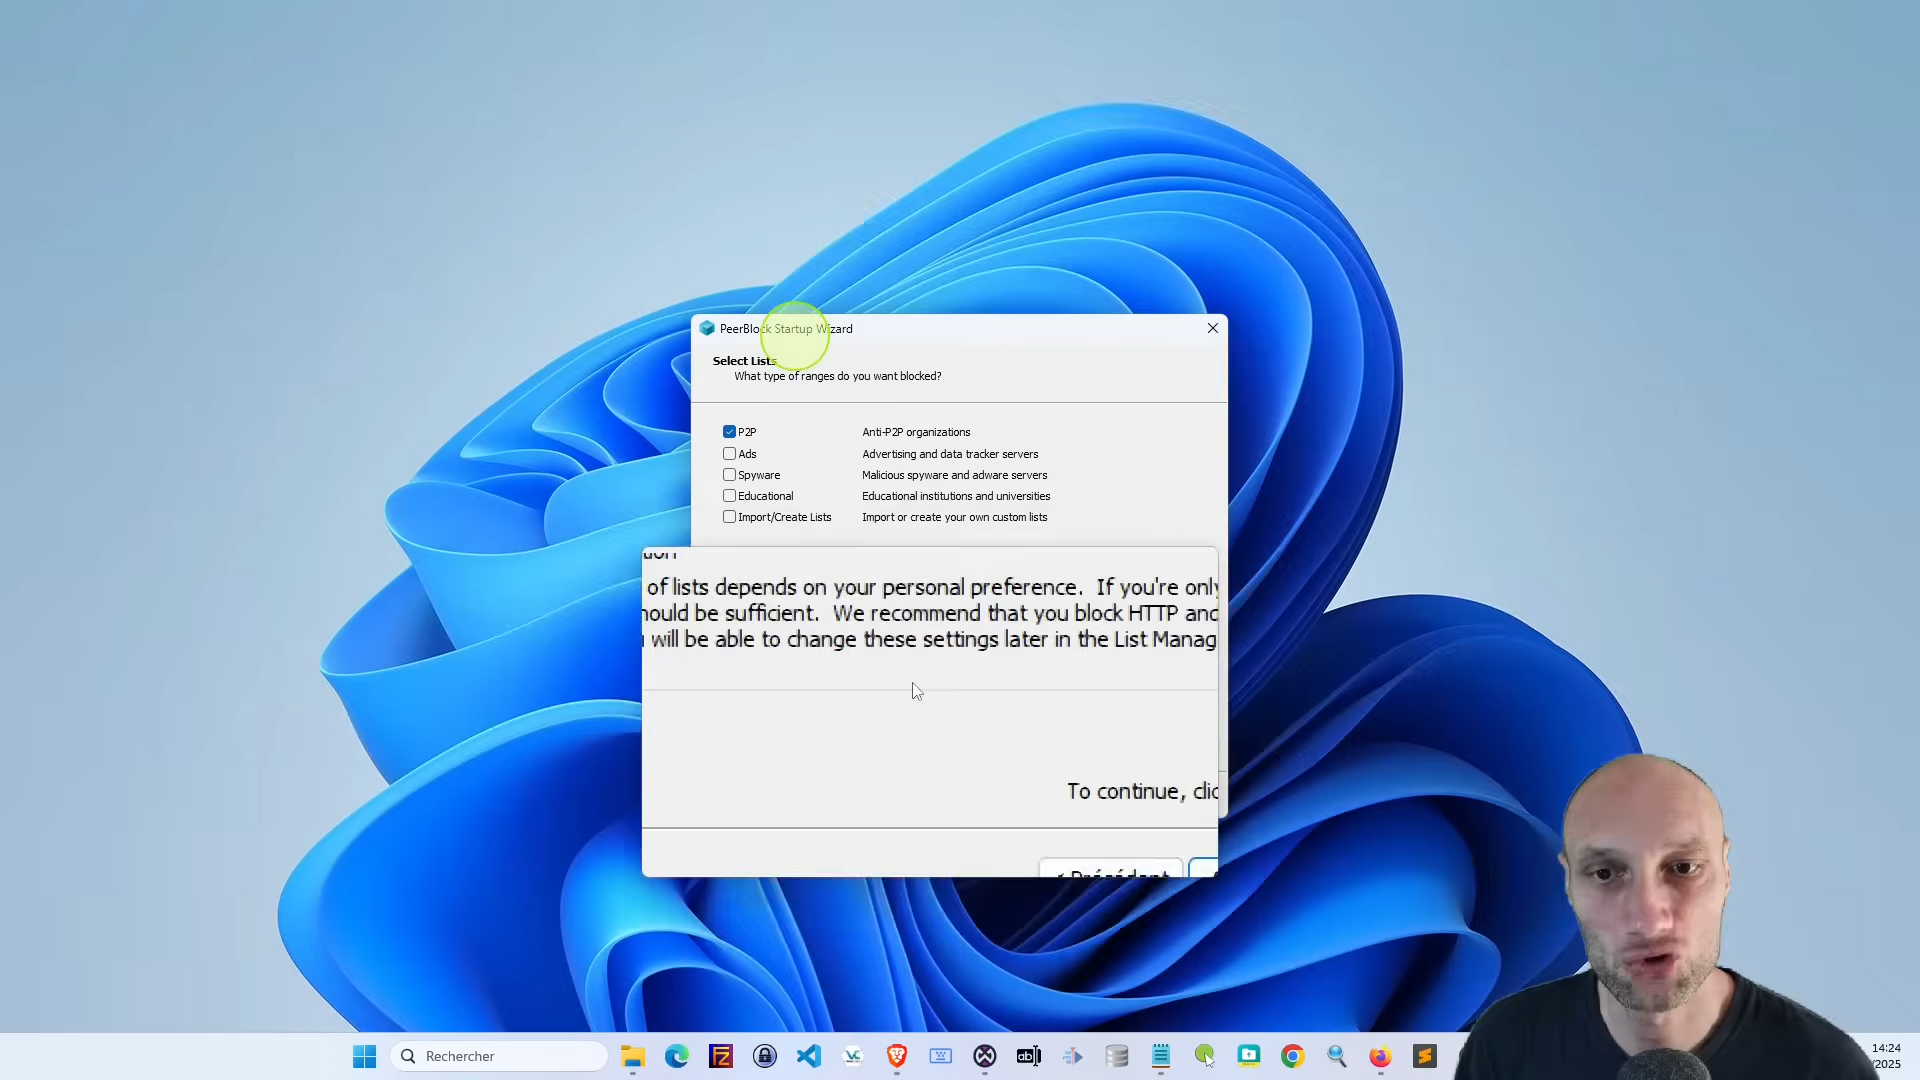 PeerBlock Startup Wizard
Select Lists
What type of ranges do you want blocked?
P2P Anti-P2P organizations
Ads Advertising and data tracker servers
Spyware Malicious spyware and adware servers
Educational Educational institutions and universities
Import/Create Lists Import or create your own custom lists
of lists depends on your personal preference. If you're only
should be sufficient. We recommend that you block HTTP and
will be able to change these settings later in the List Manag
To continue, clic
< Précédent
Rechercher
14:24
/2025